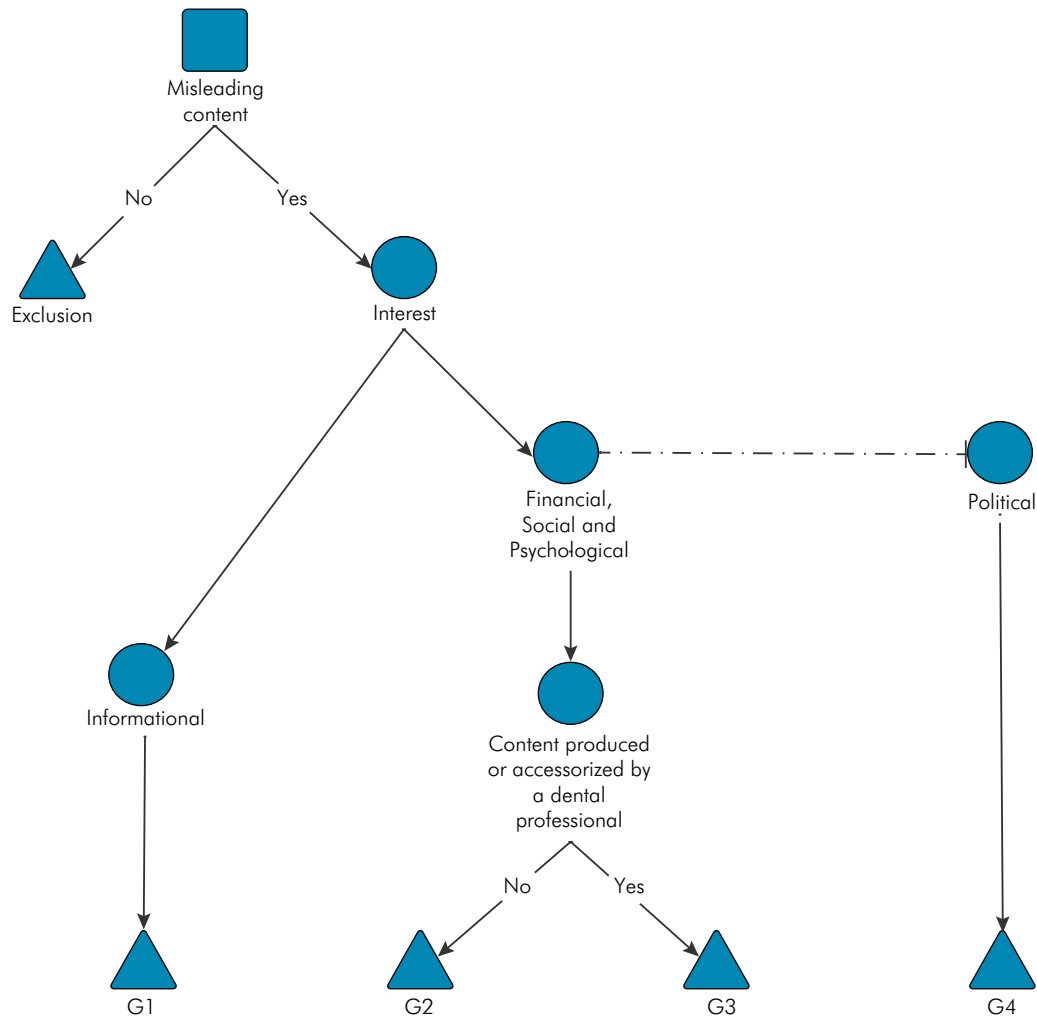 Misleading
content
No
Yes
Exclusion
Interest
Financial,
Social and
Psychological
Political
Informational
Content produced
or accessorized by
a dental
professional
No
Yes
G1
G2
G3
G4